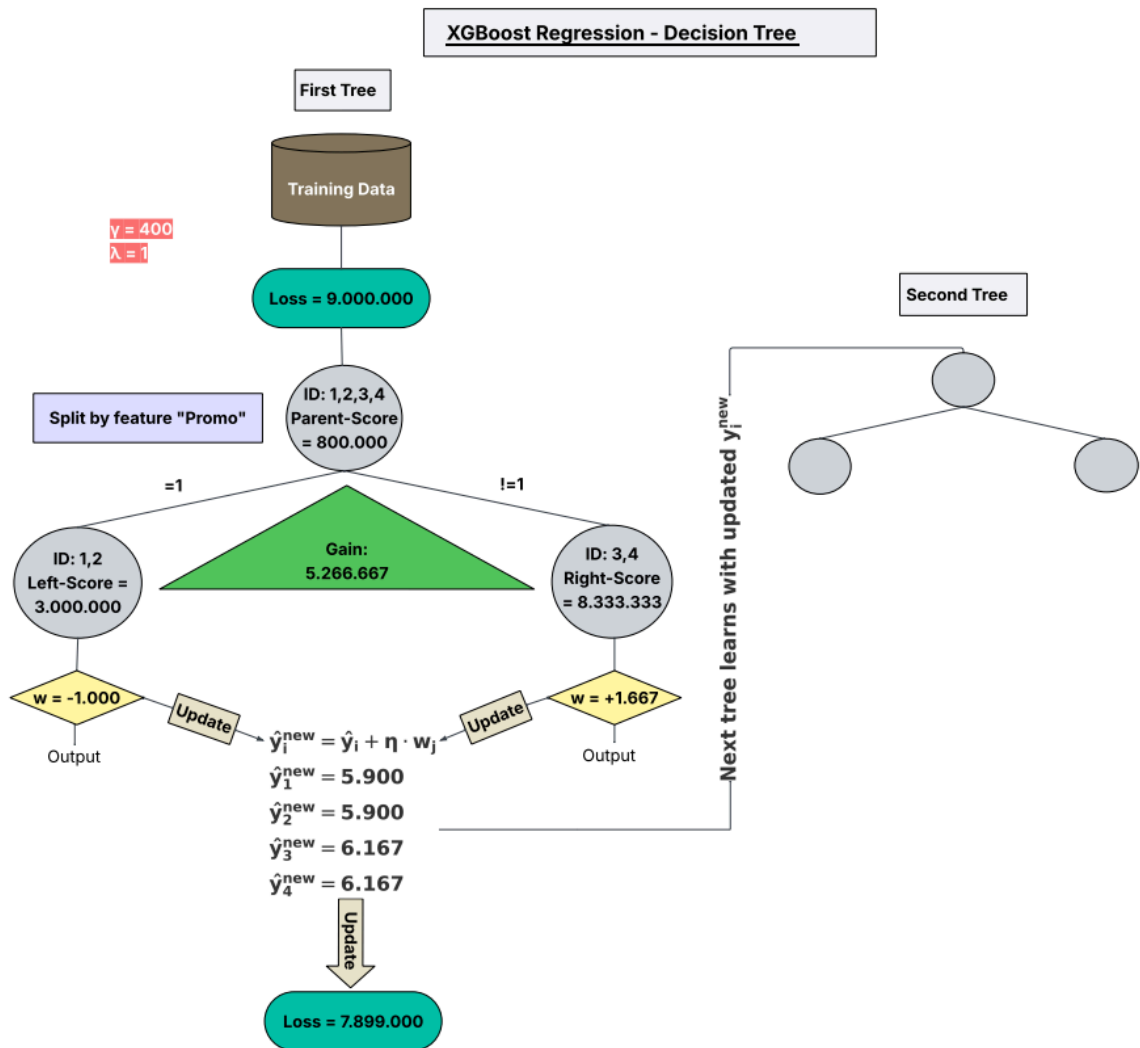 XGBoost Regression - Decision Tree
First Tree
Training Data
γ = 400
λ = 1
Loss = 9.000.000
Second Tree
ID: 1,2,3,4
Parent-Score
= 800.000
Split by feature "Promo"
=1
!=1
Gain:
5.266.667
ID: 1,2
Left-Score =
3.000.000
ID: 3,4
Right-Score
= 8.333.333
w = -1.000
Update
Update
w = +1.667
Output
Output
ŷᵢⁿᵉʷ = ŷᵢ + η · wⱼ
ŷ₁ⁿᵉʷ = 5.900
ŷ₂ⁿᵉʷ = 5.900
ŷ₃ⁿᵉʷ = 6.167
ŷ₄ⁿᵉʷ = 6.167
Next tree learns with updated yᵢⁿᵉʷ
Update
Loss = 7.899.000